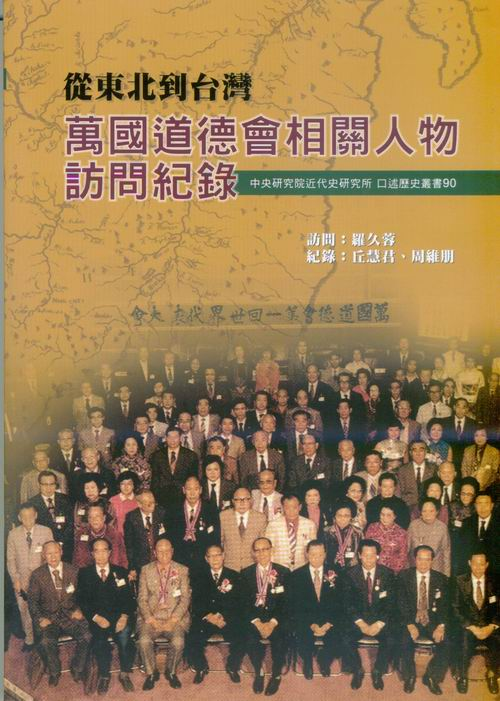 從東北到台灣
萬國道德會相關人物
訪問紀錄
中央研究院近代史研究所 口述歷史叢書90
訪問：羅久蓉
紀錄：丘慧君、周維朋
萬國道德會第一回世界代表大會